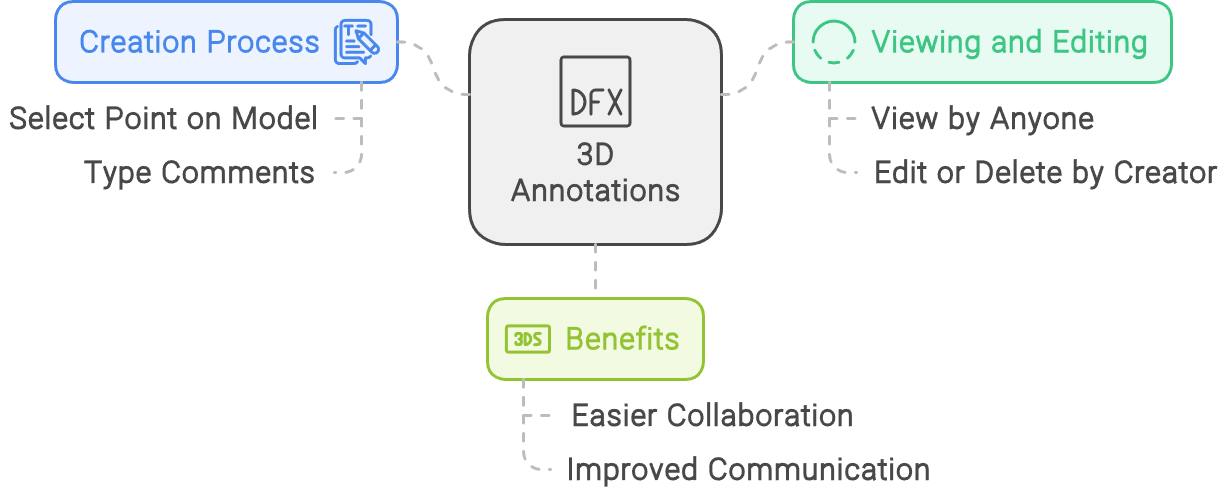 Creation Process
Select Point on Model
Type Comments
DFX
3D
Annotations
Viewing and Editing
View by Anyone
Edit or Delete by Creator
3DS
Benefits
Easier Collaboration
Improved Communication